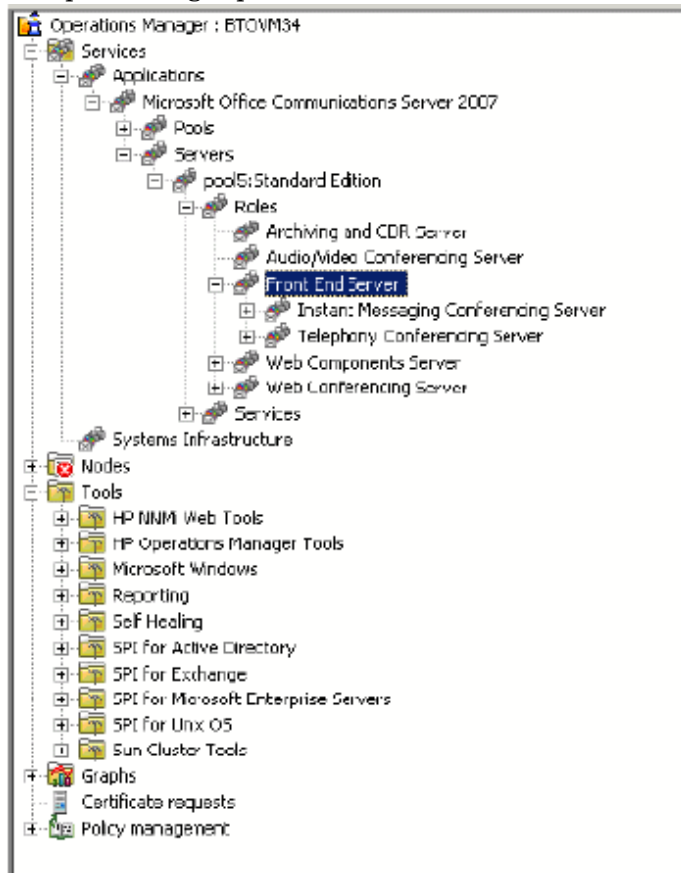 Operations Manager : BTOVM34
Services
Applications
Microsoft Office Communications Server 2007
Pools
Servers
pool5:Standard Edition
Roles
Archiving and CDR Server
Audio/Video Conferencing Server
Front End Server
Instant Messaging Conferencing Server
Telephony Conferencing Server
Web Components Server
Web Conferencing Server
Services
Systems Infrastructure
Nodes
Tools
HP NNMi Web Tools
HP Operations Manager Tools
Microsoft Windows
Reporting
Self Healing
SPI for Active Directory
SPI for Exchange
SPI for Microsoft Enterprise Servers
SPI for Unix OS
Sun Cluster Tools
Graphs
Certificate requests
Policy management